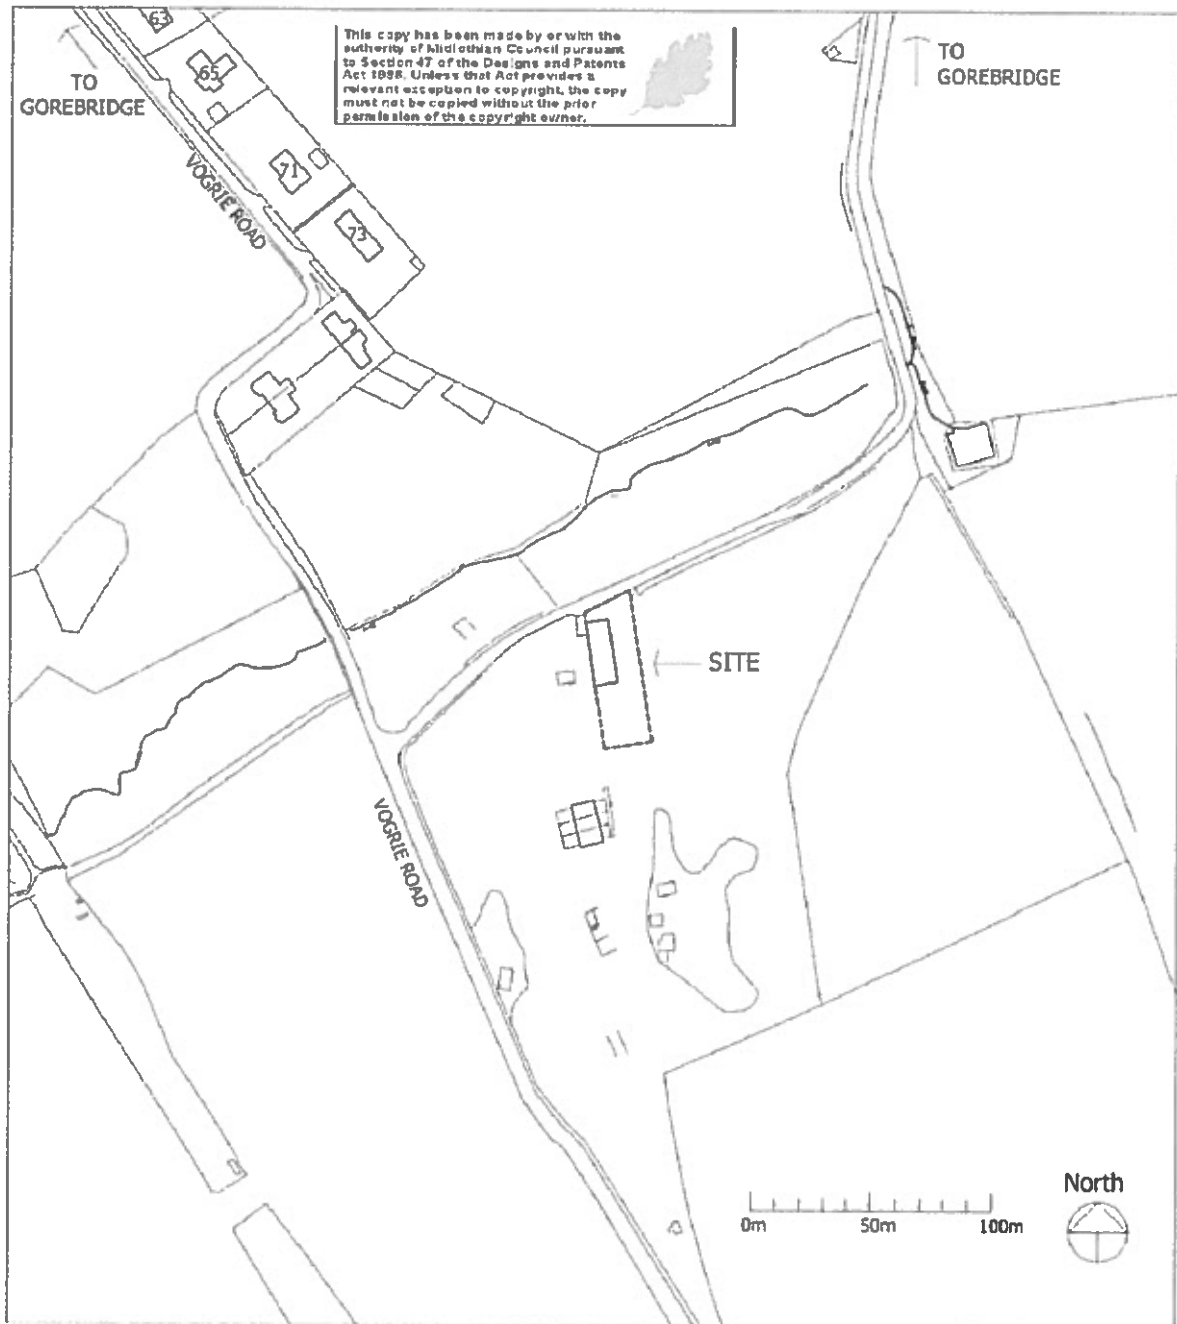 63
65
71
75
TO
GOREBRIDGE
This copy has been made by or with the
authority of Midlothian Council pursuant
to Section 47 of the Designs and Patents
Act 1988. Unless that Act provides a
relevant exception to copyright, the copy
must not be copied without the prior
permission of the copyright owner.
TO
GOREBRIDGE
VOGRIE ROAD
SITE
VOGRIE ROAD
North
0m 50m 100m